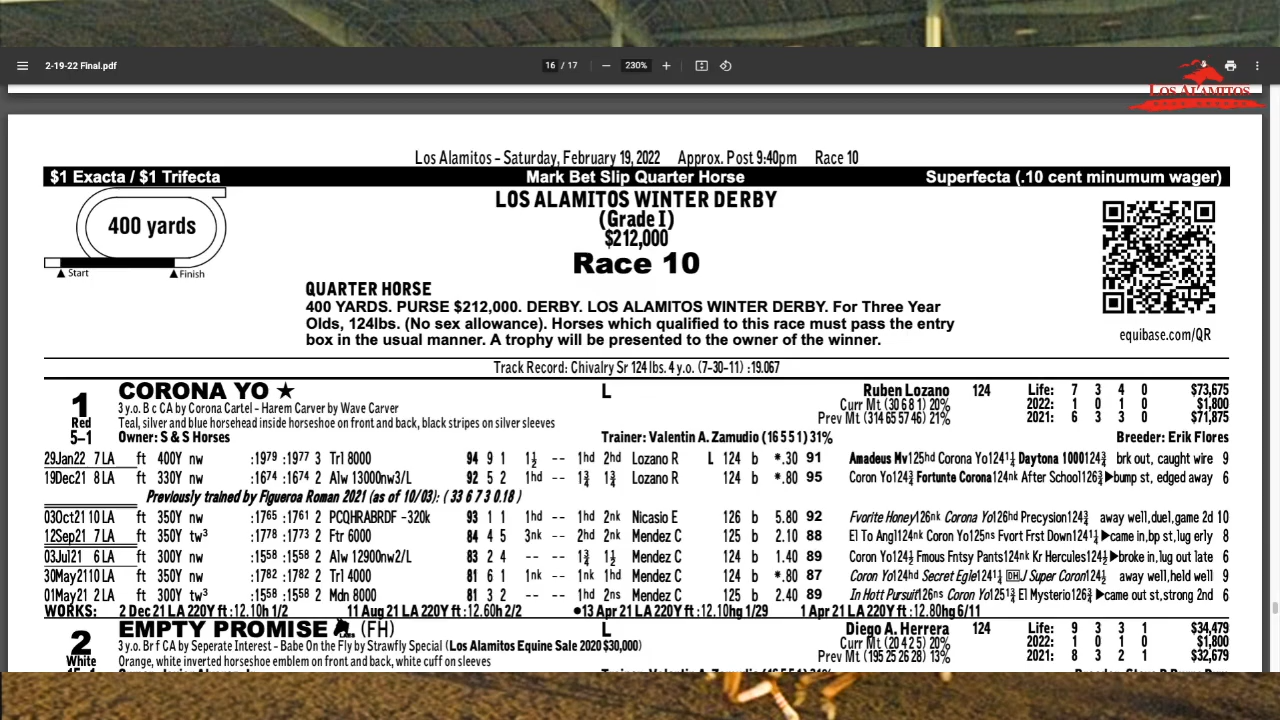 2-19-22 Final.pdf
16 / 17
230%
LOS ALAMITOS
Los Alamitos – Saturday, February 19, 2022 Approx. Post 9:40pm Race 10
$1 Exacta / $1 Trifecta Mark Bet Slip Quarter Horse Superfecta (.10 cent minumum wager)
400 yards
Start Finish
LOS ALAMITOS WINTER DERBY
(Grade I)
$212,000
Race 10
QUARTER HORSE
400 YARDS. PURSE $212,000. DERBY. LOS ALAMITOS WINTER DERBY. For Three Year
Olds, 124lbs. (No sex allowance). Horses which qualified to this race must pass the entry
box in the usual manner. A trophy will be presented to the owner of the winner.
equibase.com/QR
Track Record: Chivalry Sr 124 lbs. 4 y.o. (7-30-11) :19.067
1
Red
5–1
CORONA YO ★ L Ruben Lozano 124 Life: 7 3 4 0 $73,675
3 y.o. B c CA by Corona Cartel – Harem Carver by Wave Carver Curr Mt (30 6 8 1) 20% 2022: 1 0 1 0 $1,800
Teal, silver and blue horsehead inside horseshoe on front and back, black stripes on silver sleeves Prev Mt (314 65 57 46) 21% 2021: 6 3 3 0 $71,875
Owner: S & S Horses Trainer: Valentin A. Zamudio (16 5 5 1) 31% Breeder: Erik Flores
29Jan22 7 LA ft 400Y nw :19⁷⁹ :19⁷⁷ 2 Trl 8000 94 9 1 1½ -- 1hd 2hd Lozano R L 124 b *.30 91 Amadeus Mv125hd Corona Yo124¼ Daytona 1000124¾ brk out, caught wire 9
19Dec21 8 LA ft 330Y nw :16⁷⁴ :16⁷⁴ 2 Alw 13000nw3/L 92 5 2 1hd -- 1¾ 1¾ Lozano R 124 b *.80 95 Coron Yo124¾ Fortunte Corona124nk After School126¾ ▶bump st, edged away 6
Previously trained by Figueroa Roman 2021 (as of 10/03): ( 33 6 7 3 0.18 )
03Oct21 10 LA ft 350Y nw :17⁶⁵ :17⁶¹ 2 PCQHRABRDF -320k 93 1 1 1hd -- 1hd 2nk Nicasio E 126 b 5.80 92 Fvorite Honey126nk Corona Yo126hd Precysion124¾ away well,duel,game 2d 10
12Sep21 7 LA ft 350Y tw³ :17⁷⁸ :17⁷³ 2 Ftr 6000 84 4 5 3nk -- 2hd 2nk Mendez C 125 b 2.10 88 El To Angl124nk Coron Yo125ns Fvort Frst Down124¼ ▶came in,bp st,lug erly 8
03Jul21 6 LA ft 300Y nw :15⁵⁸ :15⁵⁸ 2 Alw 12900nw2/L 83 2 4 -- -- 1¾ 1½ Mendez C 124 b 1.40 89 Coron Yo124½ Fmous Fntsy Pants124nk Kr Hercules124½ ▶broke in,lug out late 6
30May21 10 LA ft 350Y nw :17⁸² :17⁸² 2 Trl 4000 81 6 1 1nk -- 1nk 1hd Mendez C 124 b *.80 87 Coron Yo124hd Secret Egle124¼ DH J Super Coron124½ away well,held well 9
01May21 2 LA ft 300Y tw³ :15⁵⁸ :15⁵⁸ 2 Mdn 8000 81 3 2 -- -- 1hd 2ns Mendez C 124 b 2.40 89 In Hott Pursuit126ns Coron Yo125¼ El Mysterio126¾ ▶came out st,strong 2nd 6
WORKS: 2 Dec 21 LA 220Y ft :12.10h 1/2 11 Aug 21 LA 220Y ft :12.60h 2/2 ●13 Apr 21 LA 220Y ft :12.10hg 1/29 1 Apr 21 LA 220Y ft :12.80hg 6/11
2
White
EMPTY PROMISE (FH) L Diego A. Herrera 124 Life: 9 3 3 1 $34,479
3 y.o. Br f CA by Seperate Interest – Babe On the Fly by Strawfly Special (Los Alamitos Equine Sale 2020 $30,000) Curr Mt (20 4 2 5) 20% 2022: 1 0 1 0 $1,800
Orange, white inverted horseshoe emblem on front and back, white cuff on sleeves Prev Mt (195 25 26 28) 13% 2021: 8 3 2 1 $32,679